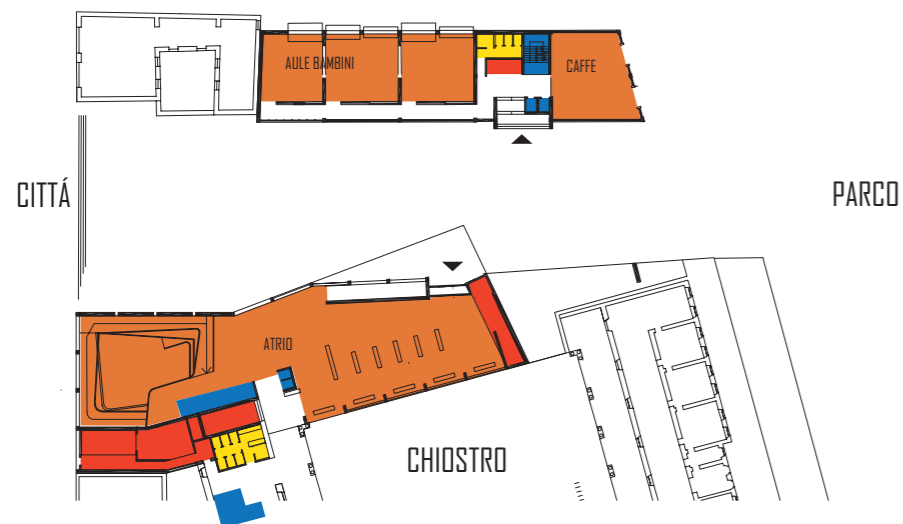 AULE BAMBINI
CAFFE
CITTÁ
PARCO
ATRIO
CHIOSTRO